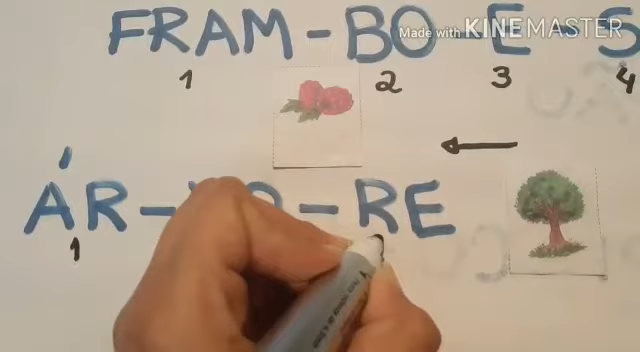 Made with KINEMASTER
FRAM-BO-E-S
1 2 3 4
ÁR- -RE
1